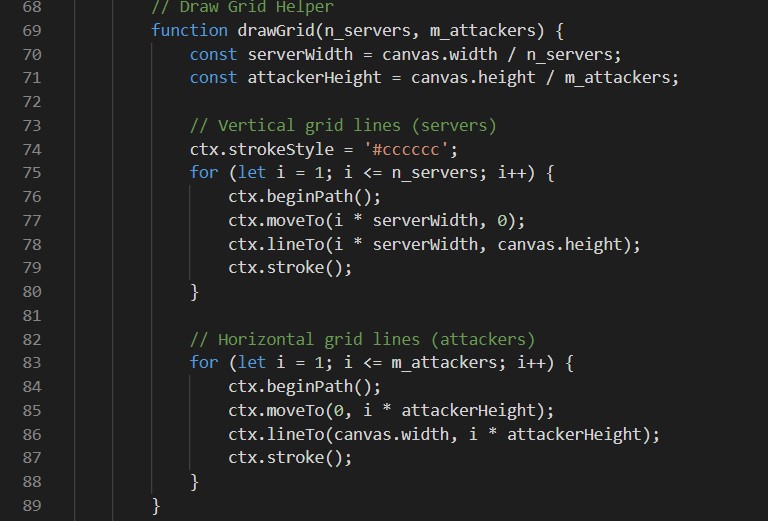 68 // Draw Grid Helper
69 function drawGrid(n_servers, m_attackers) {
70 const serverWidth = canvas.width / n_servers;
71 const attackerHeight = canvas.height / m_attackers;
72
73 // Vertical grid lines (servers)
74 ctx.strokeStyle = '#cccccc';
75 for (let i = 1; i <= n_servers; i++) {
76 ctx.beginPath();
77 ctx.moveTo(i * serverWidth, 0);
78 ctx.lineTo(i * serverWidth, canvas.height);
79 ctx.stroke();
80 }
81
82 // Horizontal grid lines (attackers)
83 for (let i = 1; i <= m_attackers; i++) {
84 ctx.beginPath();
85 ctx.moveTo(0, i * attackerHeight);
86 ctx.lineTo(canvas.width, i * attackerHeight);
87 ctx.stroke();
88 }
89 }